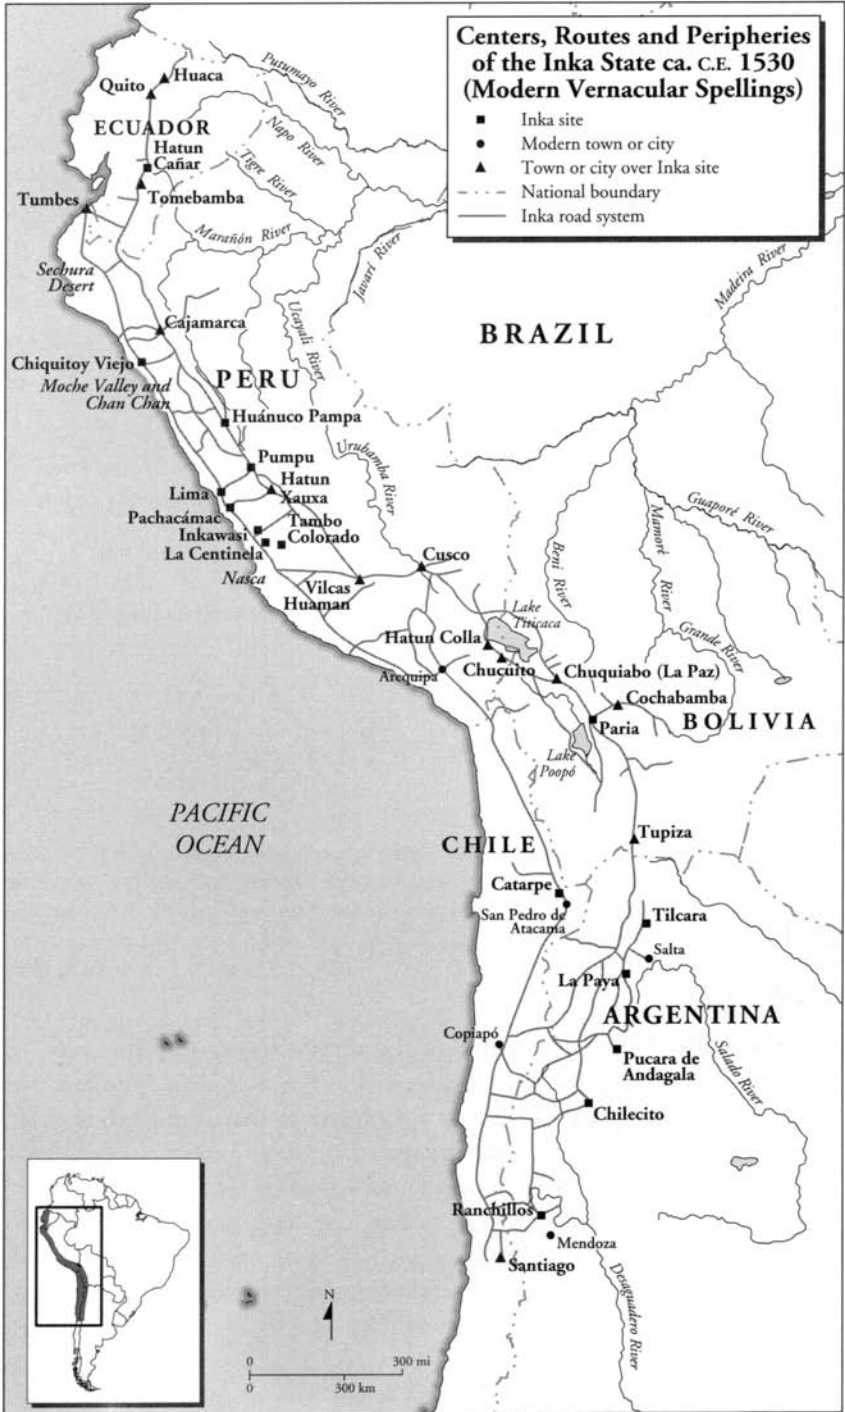 Centers, Routes and Peripheries
of the Inka State ca. C.E. 1530
(Modern Vernacular Spellings)
Inka site
Modern town or city
Town or city over Inka site
National boundary
Inka road system
Huaca
Quito
Putumayo River
ECUADOR
Napo River
Hatun
Cañar
Tigre River
Tomebamba
Tumbes
Marañón River
Javarí River
Sechura
Desert
Madeira River
Ucayali River
Cajamarca
BRAZIL
Chiquitoy Viejo
Moche Valley and
Chan Chan
PERU
Huánuco Pampa
Urubamba River
Pumpu
Hatun
Xauxa
Lima
Pachacámac
Tambo
Colorado
Inkawasi
La Centinela
Guaporé River
Mamoré
River
Beni River
Cusco
Nasca
Vilcas
Huaman
Lake
Titicaca
Grande River
Hatun Colla
Chucuito
Arequipa
Chuquiabo (La Paz)
Cochabamba
Paria
BOLIVIA
Lake
Poopó
PACIFIC
OCEAN
CHILE
Tupiza
Catarpe
San Pedro de
Atacama
Tilcara
Salta
La Paya
ARGENTINA
Copiapó
Pucara de
Andagala
Salado River
Chilecito
Ranchillos
Mendoza
Santiago
Desaguadero River
N
0 300 mi
0 300 km